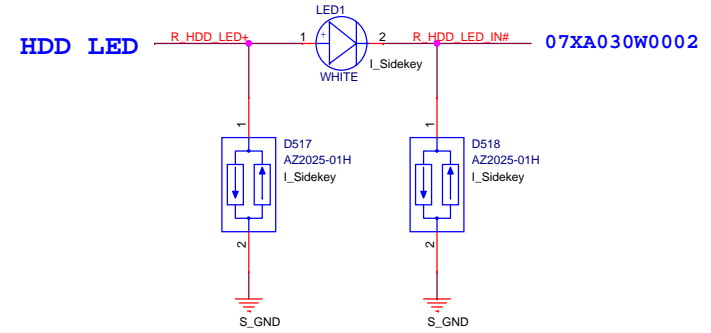 LED1
HDD LED
R_HDD_LED+
1
+
2
R_HDD_LED_IN#
07XA030W0002
I_Sidekey
WHITE
1
D517
AZ2025-01H
I_Sidekey
2
S_GND
1
D518
AZ2025-01H
I_Sidekey
2
S_GND